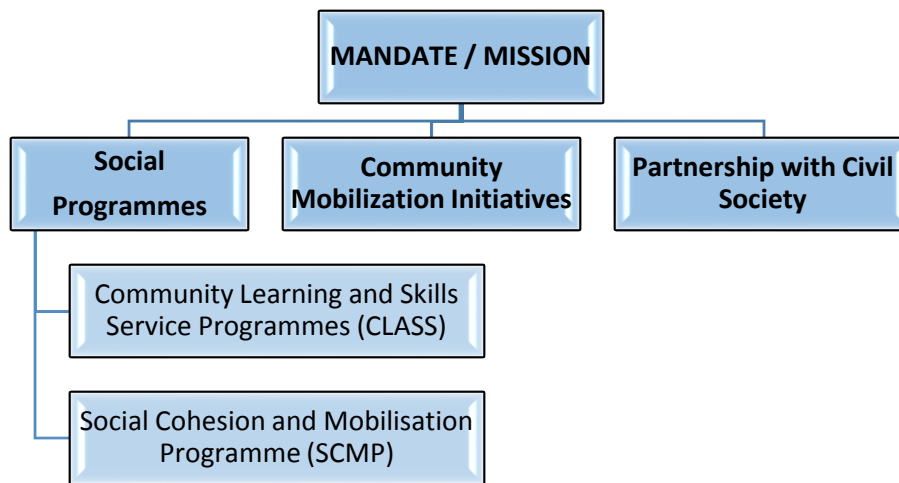 MANDATE / MISSION
Social
Programmes
Community
Mobilization Initiatives
Partnership with Civil
Society
Community Learning and Skills
Service Programmes (CLASS)
Social Cohesion and Mobilisation
Programme (SCMP)